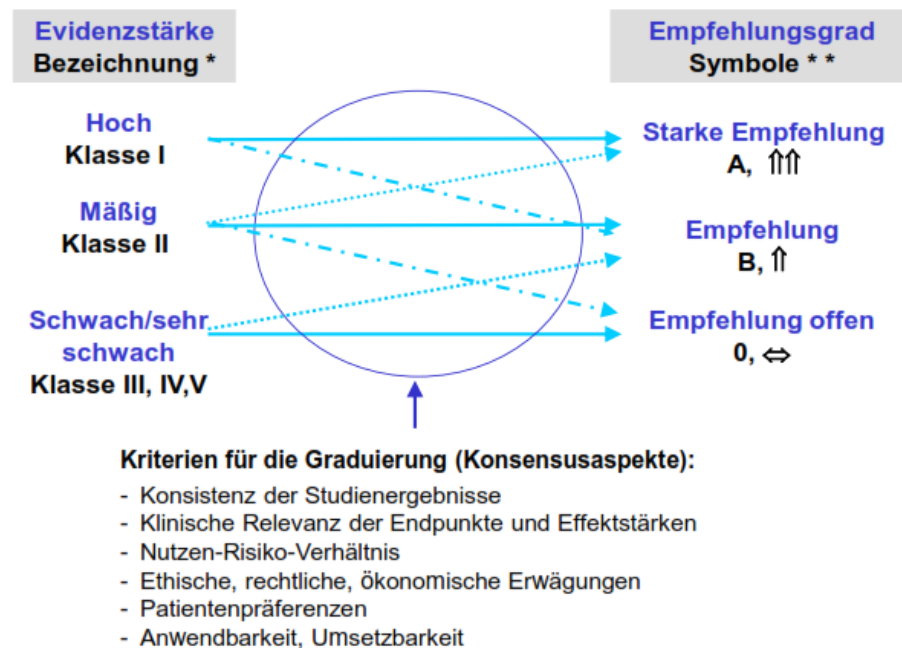 Evidenzstärke
Bezeichnung *
Empfehlungsgrad
Symbole * *
Hoch
Klasse I
Starke Empfehlung
A, ⇑⇑
Mäßig
Klasse II
Empfehlung
B, ⇑
Schwach/sehr
schwach
Klasse III, IV,V
Empfehlung offen
0, ⇔
Kriterien für die Graduierung (Konsensusaspekte):
- Konsistenz der Studienergebnisse
- Klinische Relevanz der Endpunkte und Effektstärken
- Nutzen-Risiko-Verhältnis
- Ethische, rechtliche, ökonomische Erwägungen
- Patientenpräferenzen
- Anwendbarkeit, Umsetzbarkeit